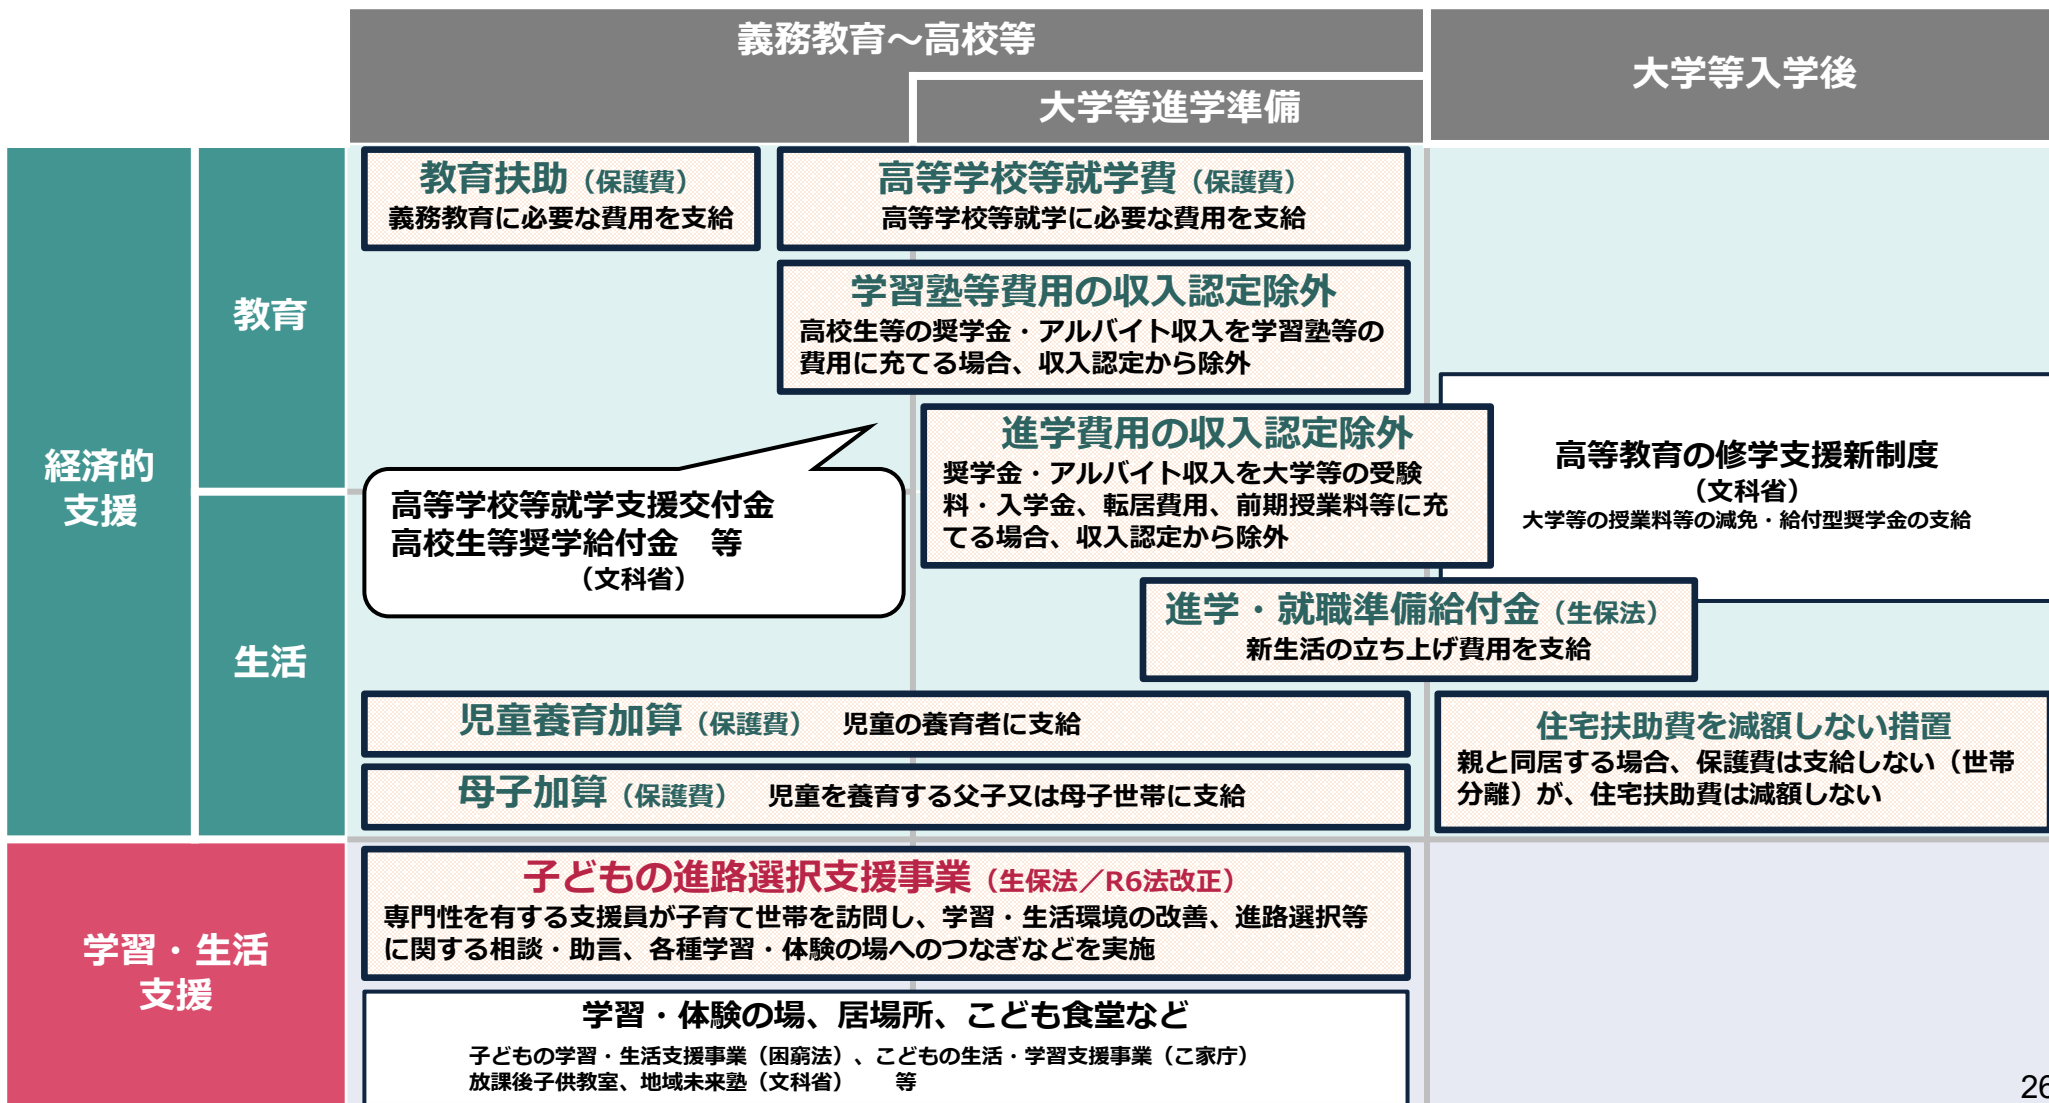 義務教育～高校等
大学等進学準備
大学等入学後
経済的
支援
教育
教育扶助（保護費）
義務教育に必要な費用を支給
高等学校等就学費（保護費）
高等学校等就学に必要な費用を支給
学習塾等費用の収入認定除外
高校生等の奨学金・アルバイト収入を学習塾等の
費用に充てる場合、収入認定から除外
進学費用の収入認定除外
奨学金・アルバイト収入を大学等の受験
料・入学金、転居費用、前期授業料等に充
てる場合、収入認定から除外
高等教育の修学支援新制度
（文科省）
大学等の授業料等の減免・給付型奨学金の支給
高等学校等就学支援交付金
高校生等奨学給付金　等
（文科省）
生活
進学・就職準備給付金（生保法）
新生活の立ち上げ費用を支給
児童養育加算（保護費）　児童の養育者に支給
母子加算（保護費）　児童を養育する父子又は母子世帯に支給
住宅扶助費を減額しない措置
親と同居する場合、保護費は支給しない（世帯
分離）が、住宅扶助費は減額しない
学習・生活
支援
子どもの進路選択支援事業（生保法／R6法改正）
専門性を有する支援員が子育て世帯を訪問し、学習・生活環境の改善、進路選択等
に関する相談・助言、各種学習・体験の場へのつなぎなどを実施
学習・体験の場、居場所、こども食堂など
子どもの学習・生活支援事業（困窮法）、こどもの生活・学習支援事業（こ家庁）
放課後子供教室、地域未来塾（文科省）　　等
26